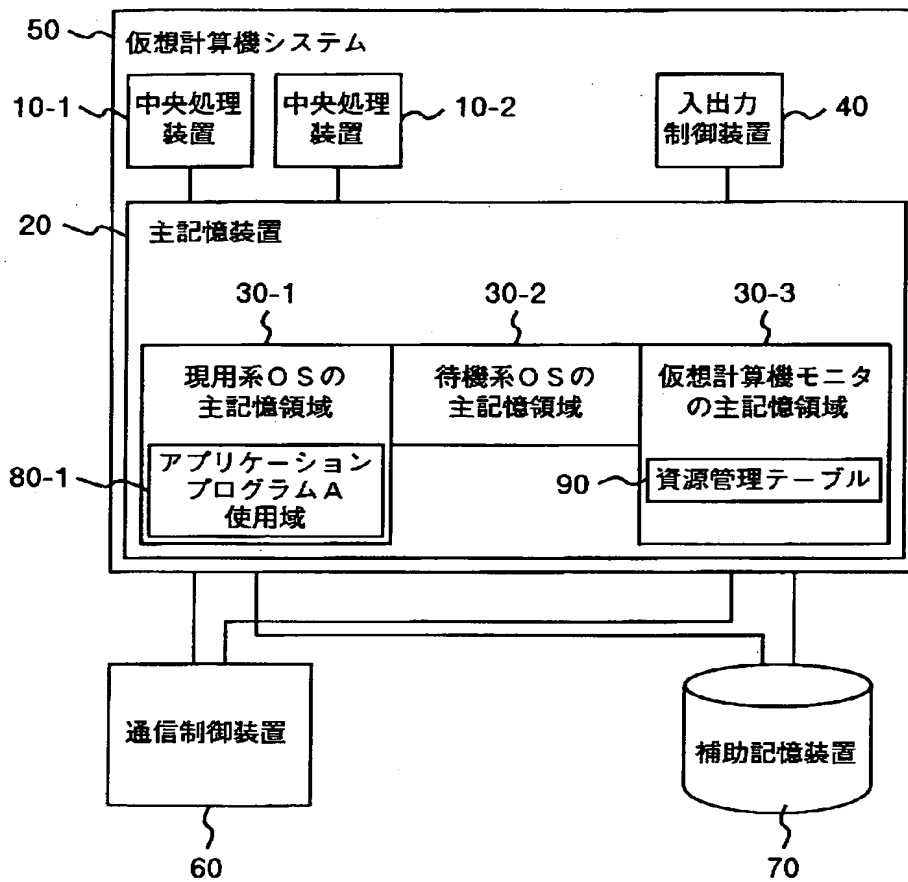 50
仮想計算機システム
10-1
中央処理
装置
中央処理
装置
10-2
入出力
制御装置
40
20
主記憶装置
30-1
30-2
30-3
現用系OSの
主記憶領域
待機系OSの
主記憶領域
仮想計算機モニタ
の主記憶領域
80-1
アプリケーション
プログラムA
使用域
90
資源管理テーブル
通信制御装置
補助記憶装置
60
70